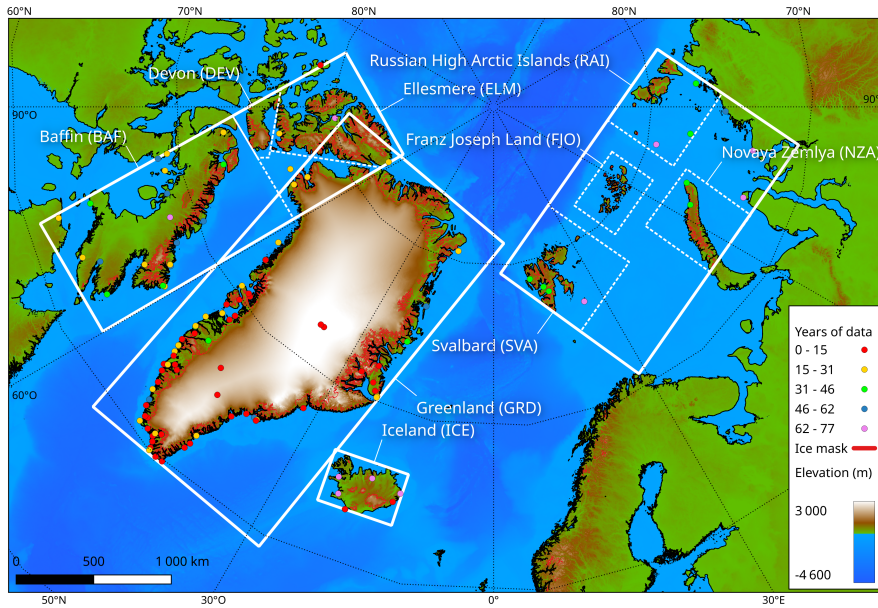 60°N 70°N 80°N 80°N 70°N
Russian High Arctic Islands (RAI)
Devon (DEV)
Ellesmere (ELM)
90°O
90°
Baffin (BAF)
Franz Joseph Land (FJO)
Novaya Zemlya (NZA)
Years of data
0 - 15
15 - 31
31 - 46
46 - 62
62 - 77
Ice mask
Elevation (m)
3 000
-4 600
Svalbard (SVA)
60°O
Greenland (GRD)
Iceland (ICE)
0 500 1 000 km
50°N 30°O 0° 30°E